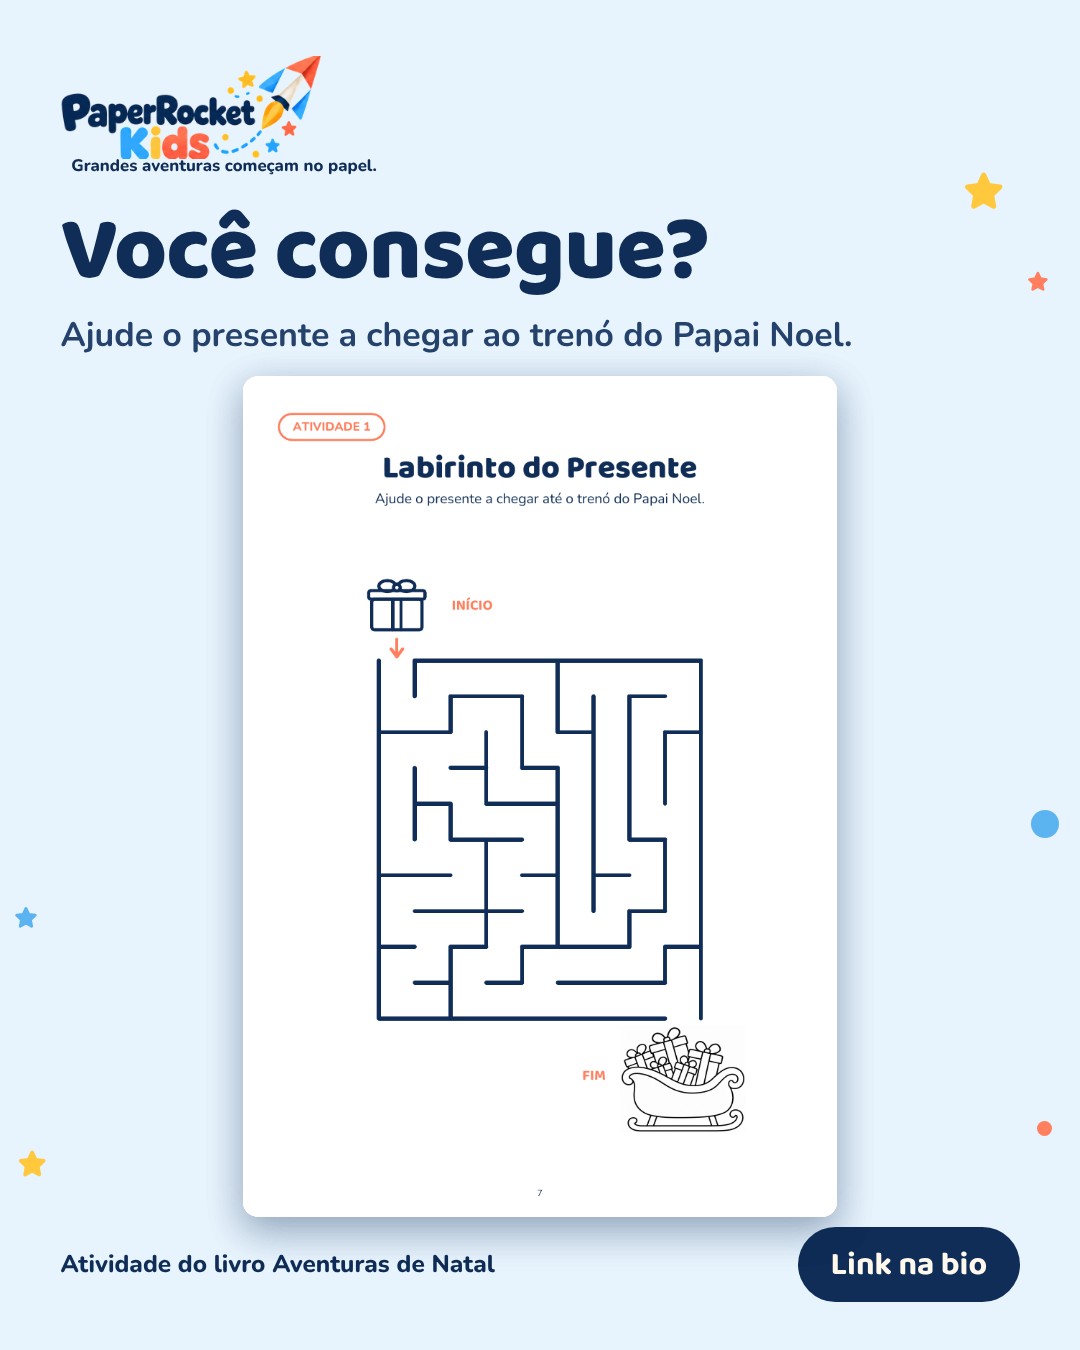 PaperRocket
Kids
Grandes aventuras começam no papel.
Você consegue?
Ajude o presente a chegar ao trenó do Papai Noel.
ATIVIDADE 1
Labirinto do Presente
Ajude o presente a chegar até o trenó do Papai Noel.
INÍCIO
FIM
7
Atividade do livro Aventuras de Natal
Link na bio